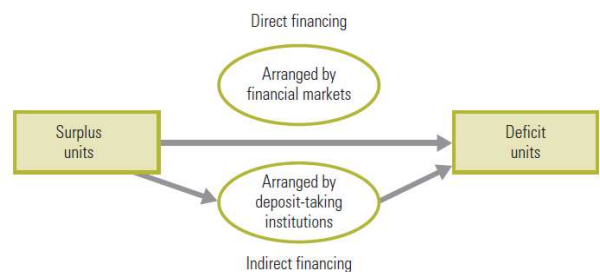 Direct financing
Arranged by
financial markets
Surplus
units
Deficit
units
Arranged by
deposit-taking
institutions
Indirect financing